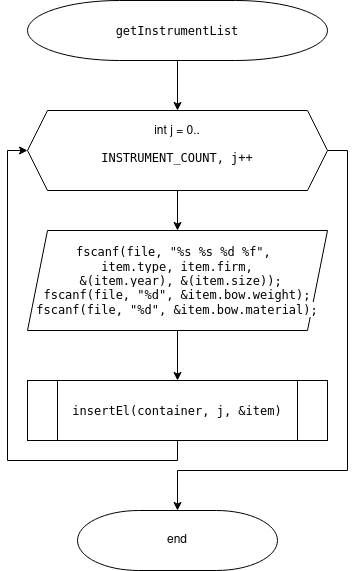 getInstrumentList
int j = 0..
INSTRUMENT_COUNT, j++
fscanf(file, "%s %s %d %f",
item.type, item.firm,
&(item.year), &(item.size));
fscanf(file, "%d", &item.bow.weight);
fscanf(file, "%d", &item.bow.material);
insertEl(container, j, &item)
end